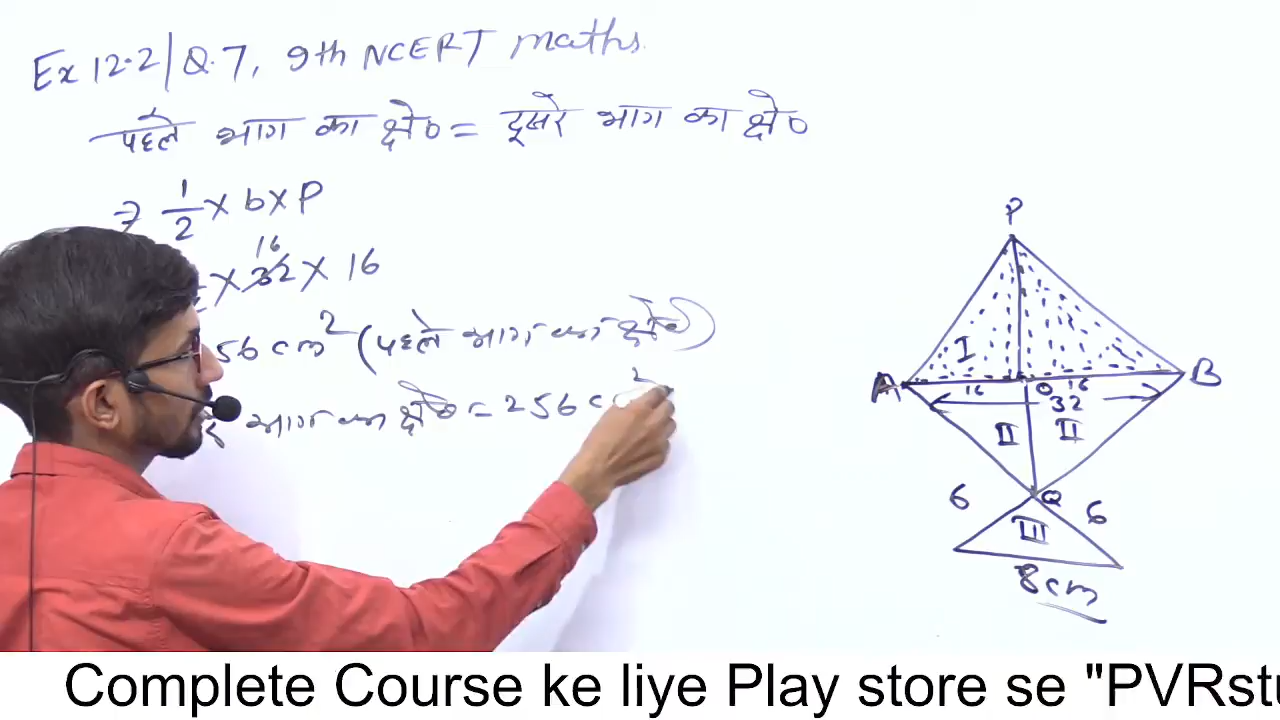 Ex 12.2 | Q.7, 9th NCERT maths.
पहले भाग का क्षे० = दूसरे भाग का क्षे०
⇒ 1/2 × b × P
16
× 32 × 16
56 cm² (पहले भाग का क्षे०)
भाग का क्षे० = 256 c 2
P
I
A 16 O 16 B
32
II II
6 Q 6
III
8cm
Complete Course ke liye Play store se "PVRstu